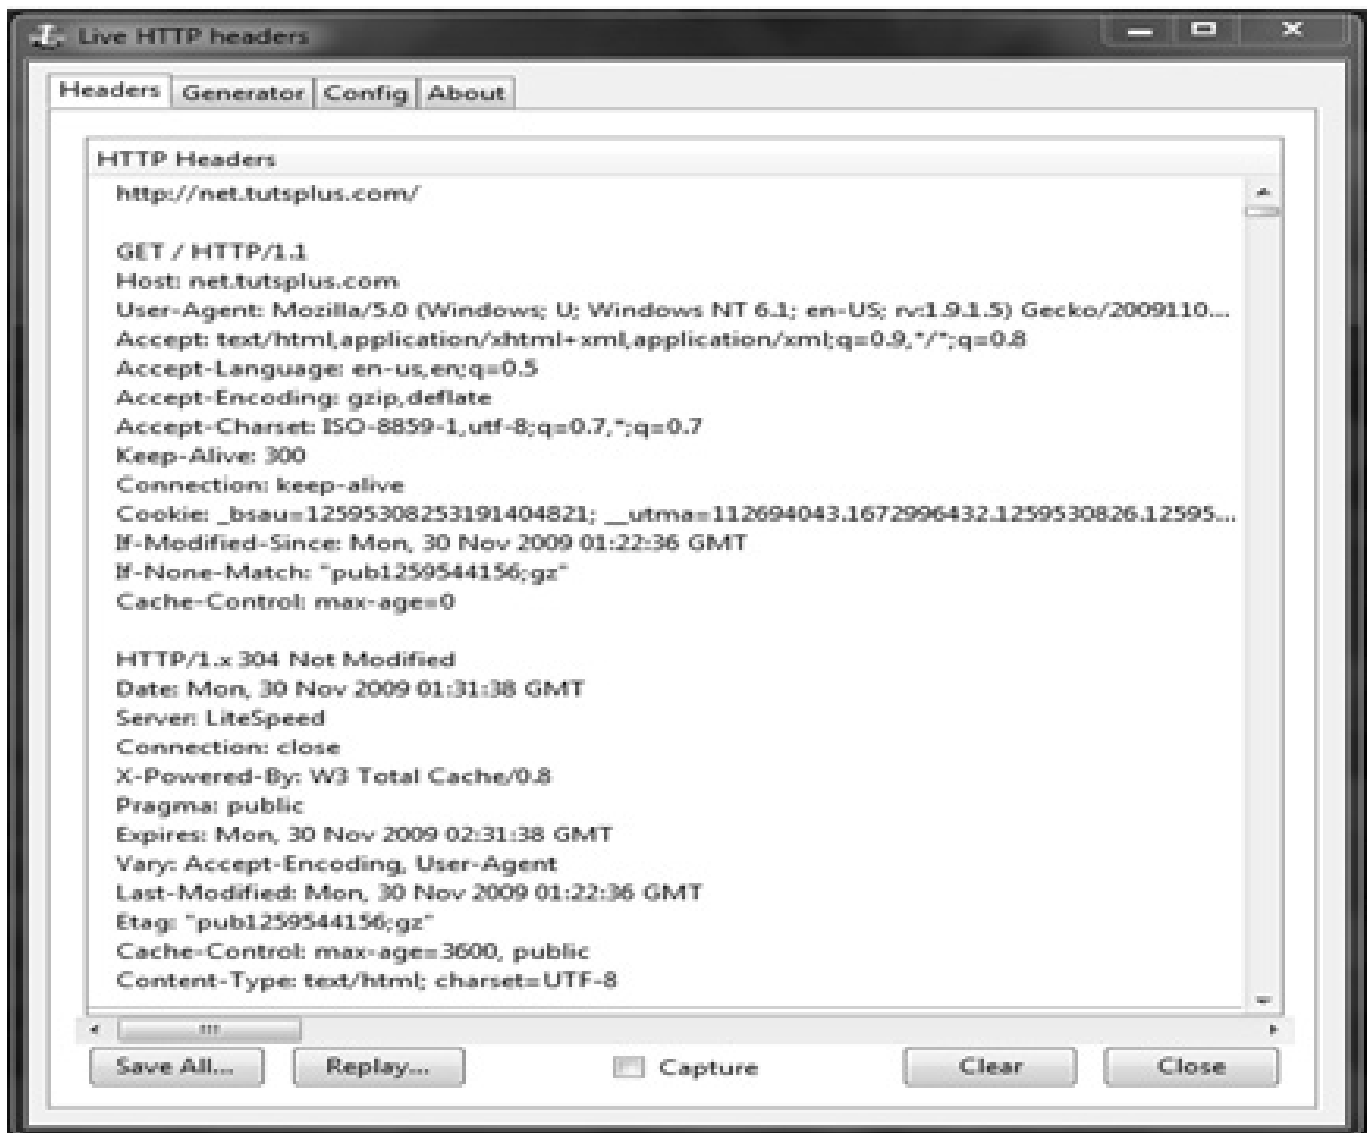 Live HTTP headers
Headers Generator Config About
HTTP Headers
http://net.tutsplus.com/
GET / HTTP/1.1
Host: net.tutsplus.com
User-Agent: Mozilla/5.0 (Windows; U; Windows NT 6.1; en-US; rv:1.9.1.5) Gecko/2009110...
Accept: text/html,application/xhtml+xml,application/xml;q=0.9,*/*;q=0.8
Accept-Language: en-us,en;q=0.5
Accept-Encoding: gzip,deflate
Accept-Charset: ISO-8859-1,utf-8;q=0.7,*;q=0.7
Keep-Alive: 300
Connection: keep-alive
Cookie: _bsau=12595308253191404821; __utma=112694043.1672996432.1259530826.12595...
If-Modified-Since: Mon, 30 Nov 2009 01:22:36 GMT
If-None-Match: "pub1259544156;gz"
Cache-Control: max-age=0
HTTP/1.x 304 Not Modified
Date: Mon, 30 Nov 2009 01:31:38 GMT
Server: LiteSpeed
Connection: close
X-Powered-By: W3 Total Cache/0.8
Pragma: public
Expires: Mon, 30 Nov 2009 02:31:38 GMT
Vary: Accept-Encoding, User-Agent
Last-Modified: Mon, 30 Nov 2009 01:22:36 GMT
Etag: "pub1259544156;gz"
Cache-Control: max-age=3600, public
Content-Type: text/html; charset=UTF-8
Save All... Replay... Capture Clear Close